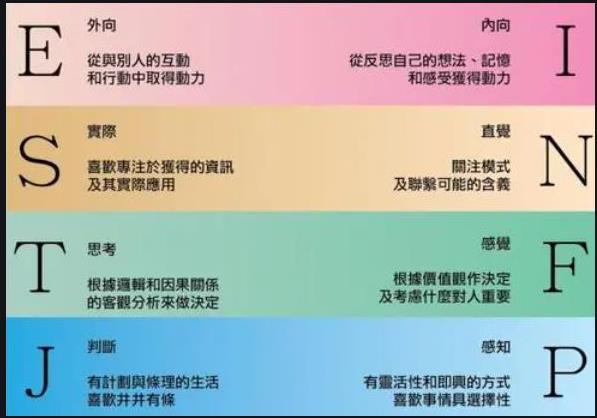 E
外向
從與別人的互動
和行動中取得動力
內向
從反思自己的想法、記憶
和感受獲得動力
I
S
實際
喜歡專注於獲得的資訊
及其實際應用
直覺
關注模式
及聯繫可能的含義
N
T
思考
根據邏輯和因果關係
的客觀分析來做決定
感覺
根據價值觀作決定
及考慮什麼對人重要
F
J
判斷
有計劃與條理的生活
喜歡井井有條
感知
有靈活性和即興的方式
喜歡事情具選擇性
P